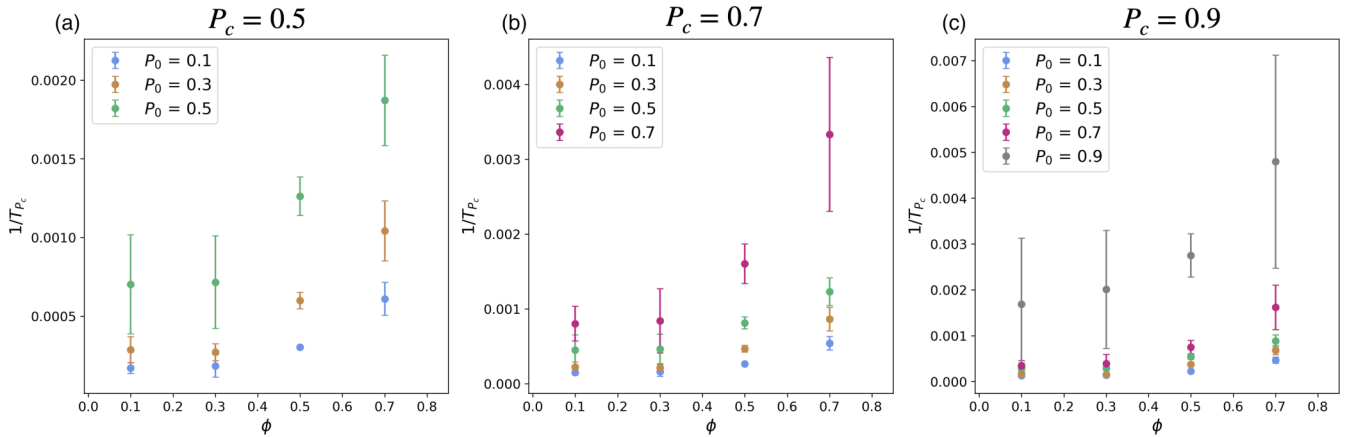 (a) P_c = 0.5
0.0020
0.0015
0.0010
0.0005
1/T_{P_c}
P_0 = 0.1
P_0 = 0.3
P_0 = 0.5
0.0 0.1 0.2 0.3 0.4 0.5 0.6 0.7 0.8
ϕ
(b) P_c = 0.7
0.004
0.003
0.002
0.001
0.000
1/T_{P_c}
P_0 = 0.1
P_0 = 0.3
P_0 = 0.5
P_0 = 0.7
0.0 0.1 0.2 0.3 0.4 0.5 0.6 0.7 0.8
ϕ
(c) P_c = 0.9
0.007
0.006
0.005
0.004
0.003
0.002
0.001
0.000
1/T_{P_c}
P_0 = 0.1
P_0 = 0.3
P_0 = 0.5
P_0 = 0.7
P_0 = 0.9
0.0 0.1 0.2 0.3 0.4 0.5 0.6 0.7 0.8
ϕ